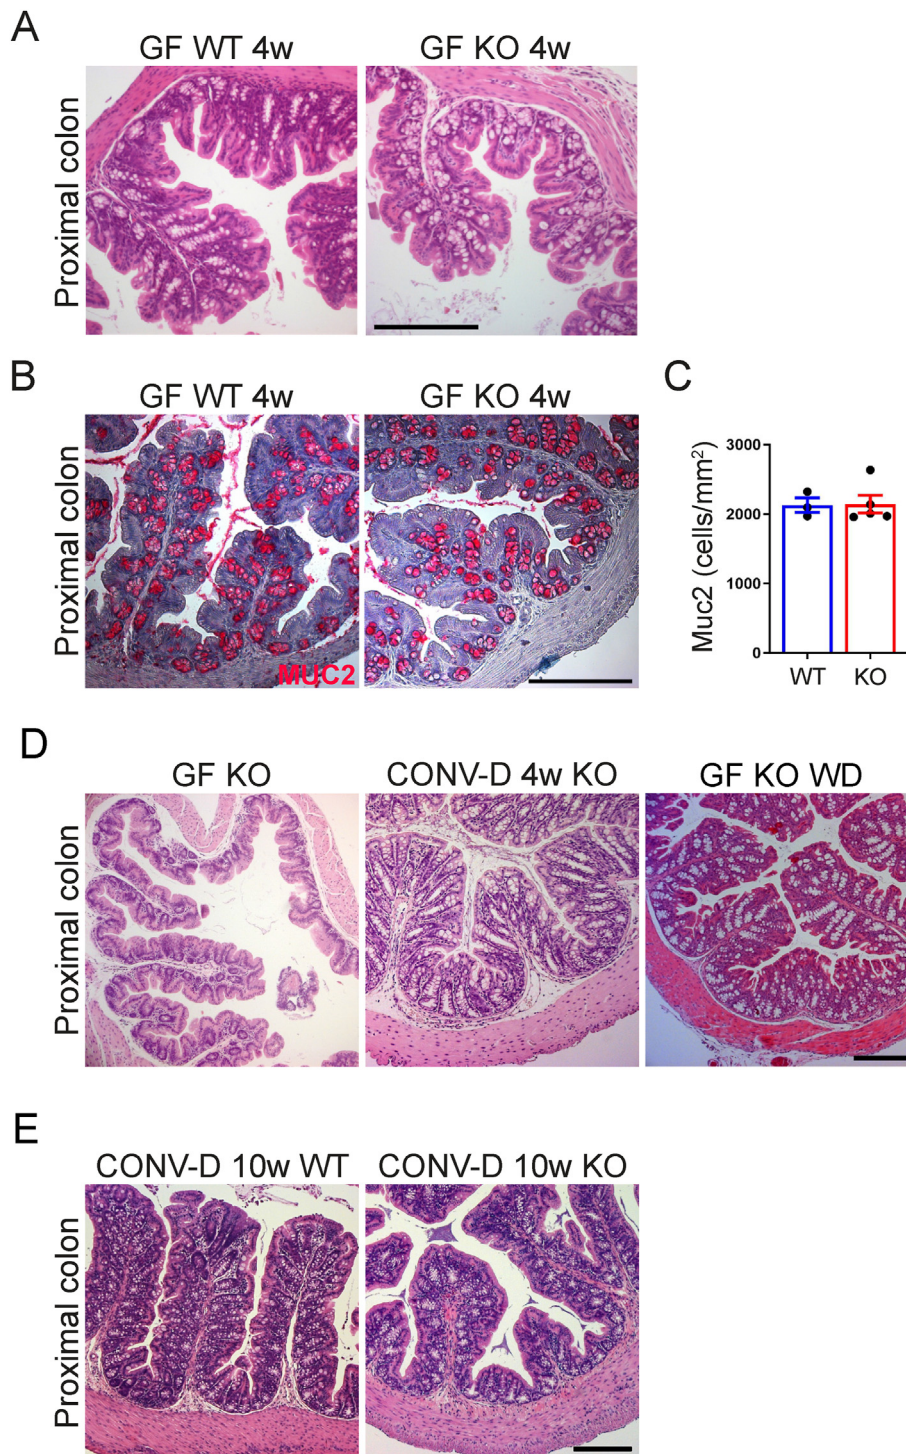 A
GF WT 4w
GF KO 4w
Proximal colon
B
GF WT 4w
GF KO 4w
Proximal colon
MUC2
C
Muc2 (cells/mm²)
3000
2000
1000
0
WT
KO
D
GF KO
CONV-D 4w KO
GF KO WD
Proximal colon
E
CONV-D 10w WT
CONV-D 10w KO
Proximal colon